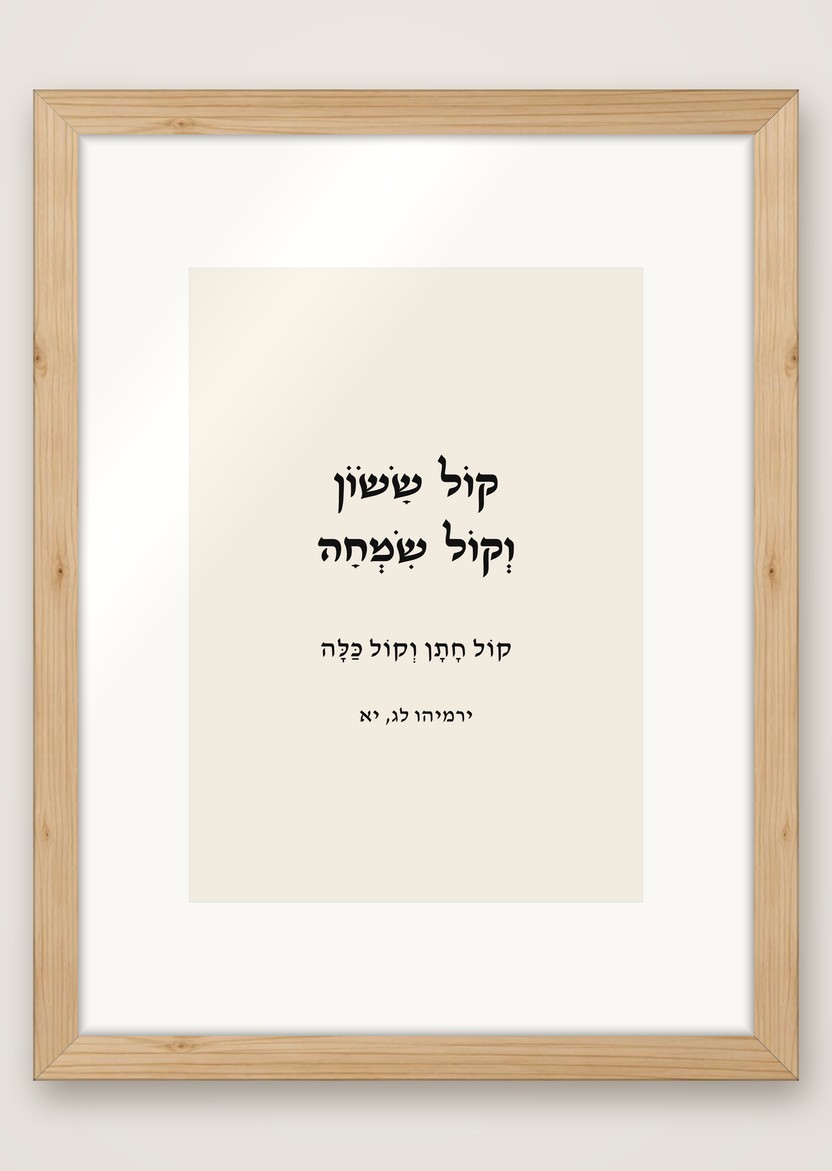 קוֹל שָׂשׂוֹן
וְקוֹל שִׂמְחָה
קוֹל חָתָן וְקוֹל כַּלָּה
ירמיהו לג, יא